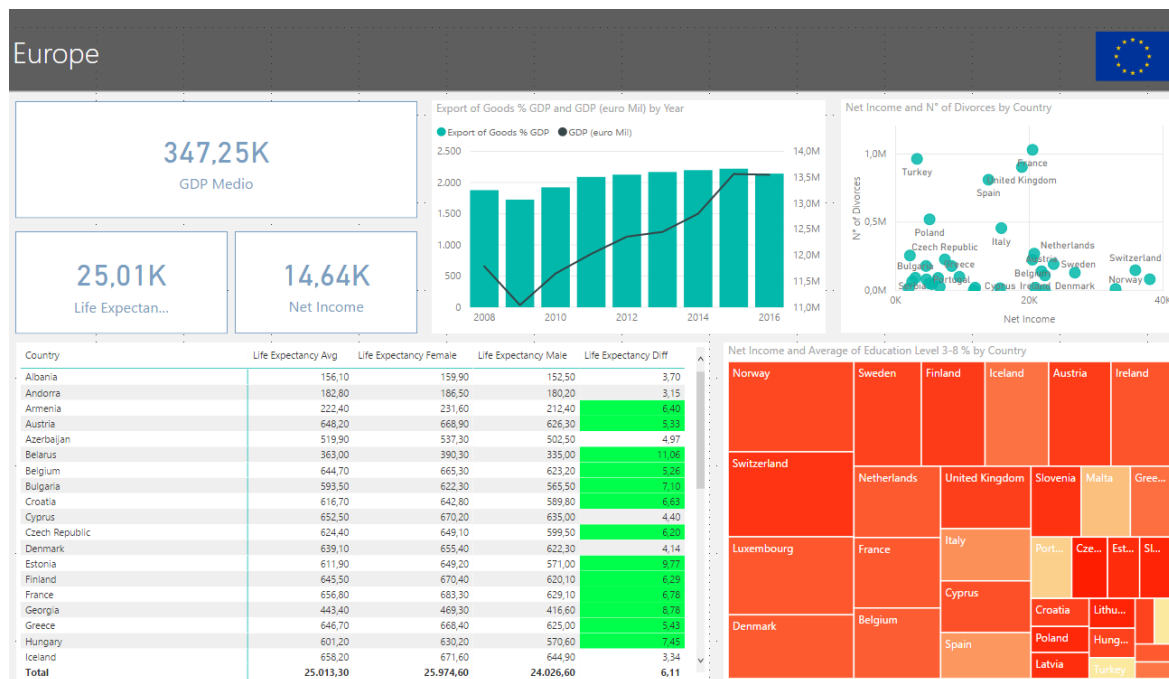 Europe
347,25K
GDP Medio
25,01K
Life Expectan...
14,64K
Net Income
Export of Goods % GDP and GDP (euro Mil) by Year
Export of Goods % GDP GDP (euro Mil)
2.500
2.000
1.500
1.000
500
0
14,0M
13,5M
13,0M
12,5M
12,0M
11,5M
11,0M
2008 2010 2012 2014 2016
Net Income and N° of Divorces by Country
N° of Divorces
1,0M
0,5M
0,0M
Turkey
France
United Kingdom
Spain
Poland
Italy
Czech Republic
Netherlands
Bulgaria
Greece
Austria
Sweden
Switzerland
Portugal
Belgium
Norway
Serbia
Cyprus
Ireland
Denmark
0K 20K 40K
Net Income
Country Life Expectancy Avg Life Expectancy Female Life Expectancy Male Life Expectancy Diff
Albania 156,10 159,90 152,50 3,70
Andorra 182,80 186,50 180,20 3,15
Armenia 222,40 231,60 212,40 6,40
Austria 648,20 668,90 626,30 5,33
Azerbaijan 519,90 537,30 502,50 4,97
Belarus 363,00 390,30 335,00 11,06
Belgium 644,70 665,30 623,20 5,26
Bulgaria 593,50 622,30 565,50 7,10
Croatia 616,70 642,80 589,80 6,63
Cyprus 652,50 670,20 635,00 4,40
Czech Republic 624,40 649,10 599,50 6,20
Denmark 639,10 655,40 622,30 4,14
Estonia 611,90 649,20 571,00 9,77
Finland 645,50 670,40 620,10 6,29
France 656,80 683,30 629,10 6,78
Georgia 443,40 469,30 416,60 8,78
Greece 646,70 668,40 625,00 5,43
Hungary 601,20 630,20 570,60 7,45
Iceland 658,20 671,60 644,90 3,34
Total 25.013,30 25.974,60 24.026,60 6,11
Net Income and Average of Education Level 3-8 % by Country
Norway
Switzerland
Luxembourg
Denmark
Sweden
Finland
Iceland
Austria
Ireland
Netherlands
France
Belgium
United Kingdom
Italy
Cyprus
Spain
Slovenia
Malta
Gree...
Port...
Cze...
Est...
Sl...
Croatia
Poland
Latvia
Lithu...
Hung...
Turkey